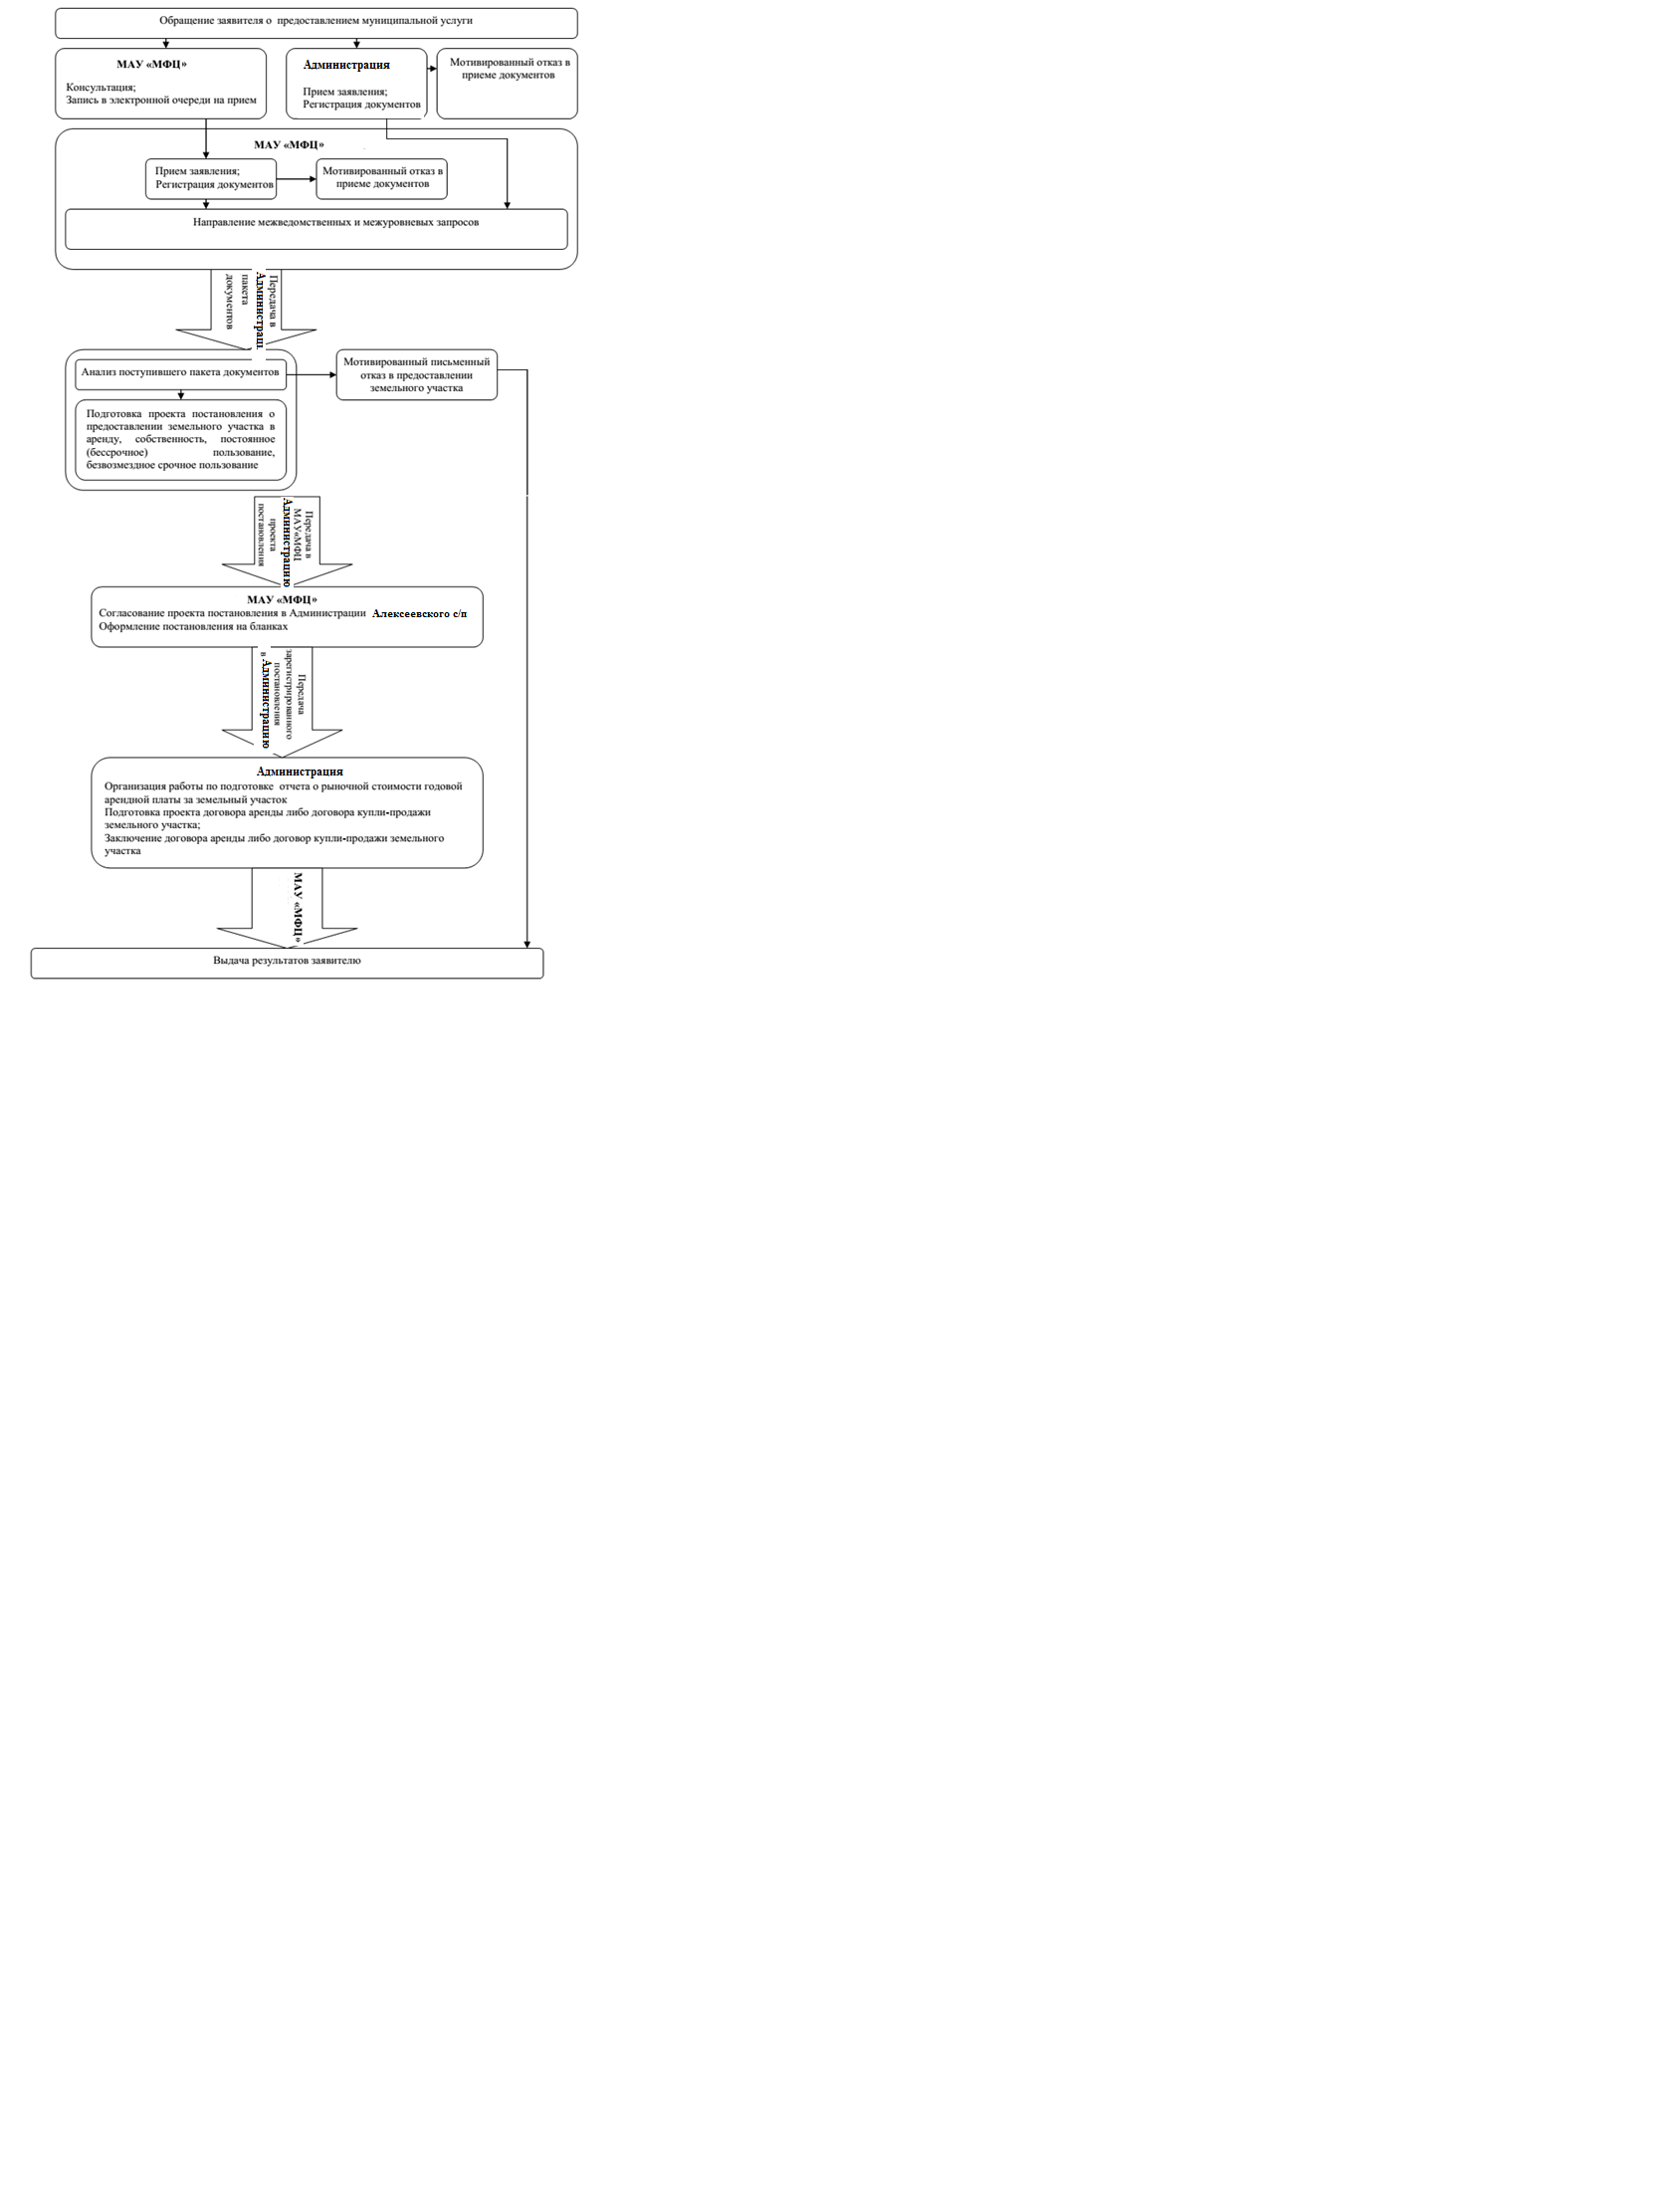 Обращение заявителя о предоставлением муниципальной услуги
МАУ «МФЦ»
Консультация;
Запись в электронной очереди на прием
Администрация
Прием заявления;
Регистрация документов
Мотивированный отказ в
приеме документов
МАУ «МФЦ»
Прием заявления;
Регистрация документов
Мотивированный отказ в
приеме документов
Направление межведомственных и межуровневых запросов
Передача в
пакета
документов
Анализ поступившего пакета документов
Мотивированный письменный
отказ в предоставлении
земельного участка
Подготовка проекта постановления о
предоставлении земельного участка в
аренду, собственность, постоянное
(бессрочное) пользование,
безвозмездное срочное пользование
Передача в
МАУ«МФЦ
Администрацию
проекта
постановления
МАУ «МФЦ»
Согласование проекта постановления в Администрации Алексеевского с/п
Оформление постановления на бланках
Передача
зарегистрированного
постановления
в Администрацию
Администрация
Организация работы по подготовке отчета о рыночной стоимости годовой
арендной платы за земельный участок
Подготовка проекта договора аренды либо договора купли-продажи
земельного участка;
Заключение договора аренды либо договор купли-продажи земельного
участка
МАУ «МФЦ»
Выдача результатов заявителю